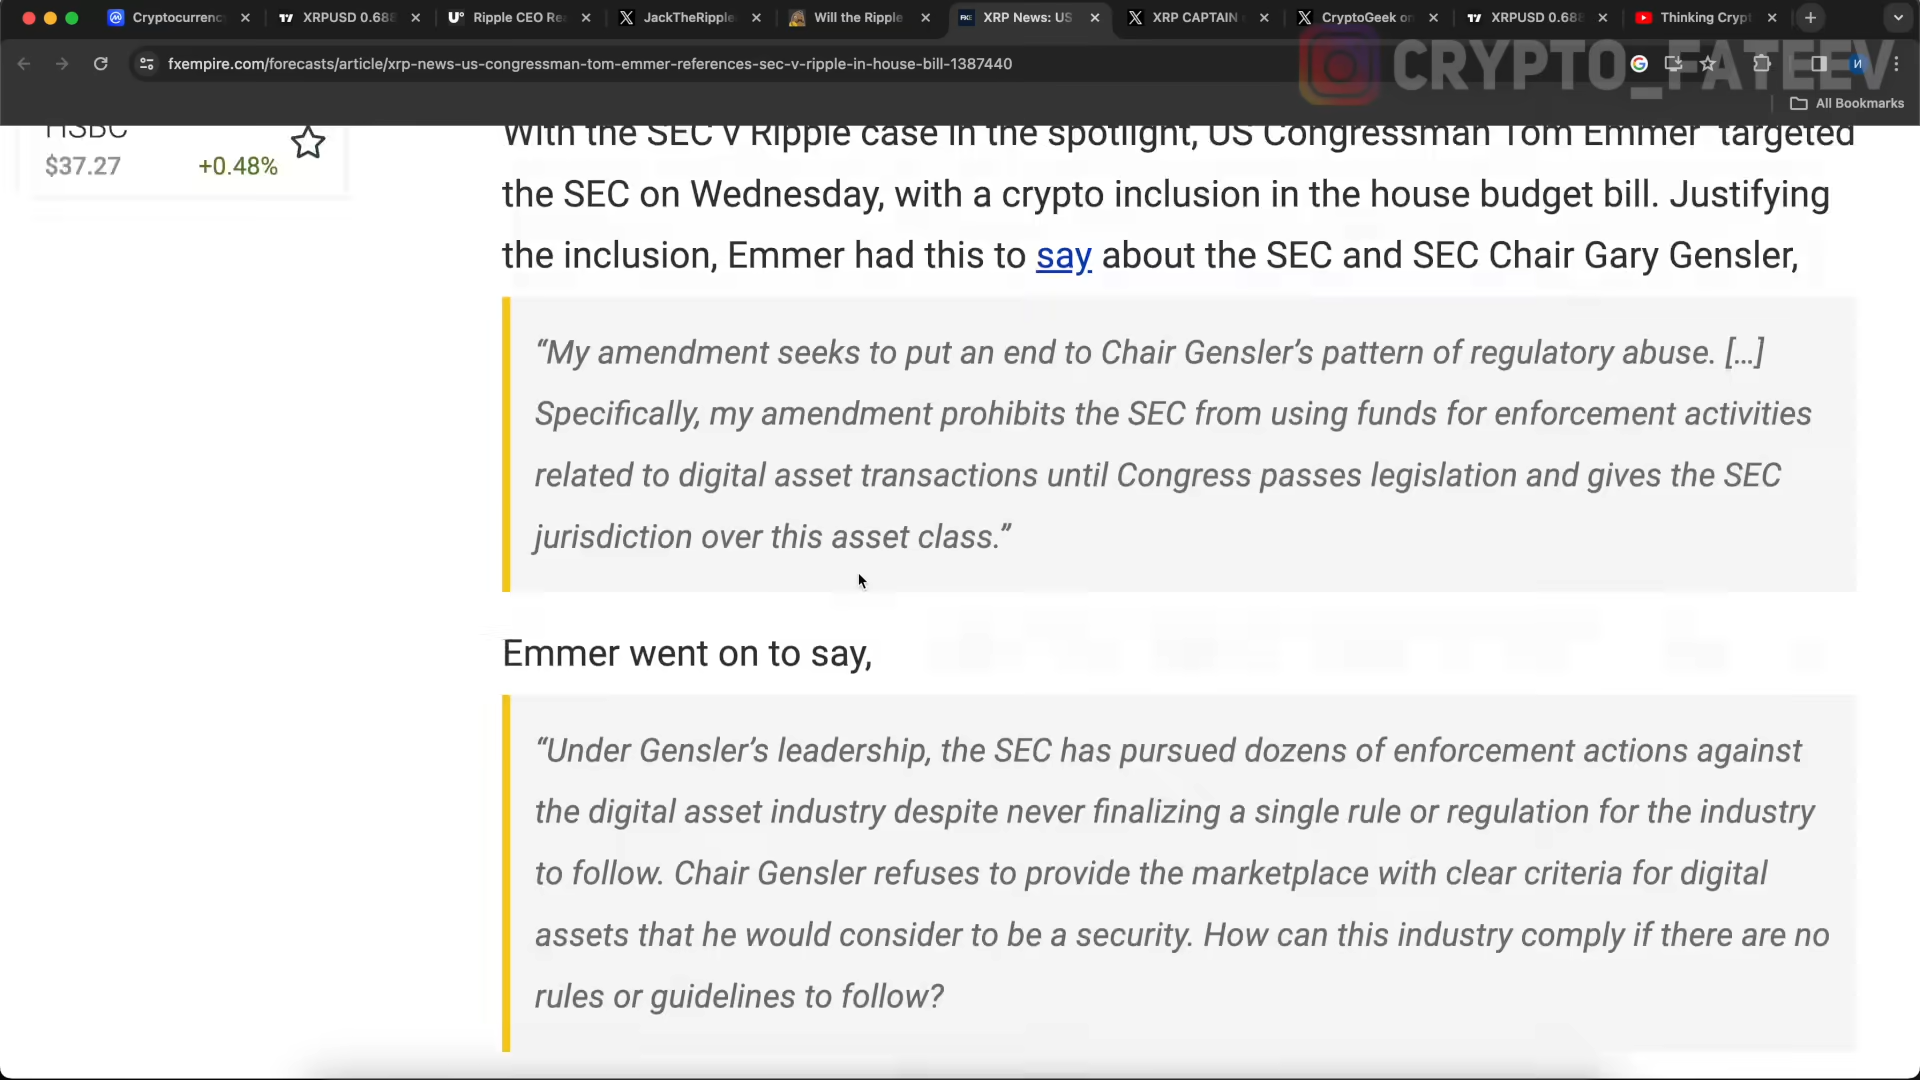 Cryptocurrenc
XRPUSD 0.688
Ripple CEO Re
JackTheRipple
Will the Ripple
XRP News: US
XRP CAPTAIN
CryptoGeek on
XRPUSD 0.688
Thinking Crypt
fxempire.com/forecasts/article/xrp-news-us-congressman-tom-emmer-references-sec-v-ripple-in-house-bill-1387440
CRYPTO_FATEEV
All Bookmarks
HSBC
$37.27 +0.48%
With the SEC v Ripple case in the spotlight, US Congressman Tom Emmer targeted
the SEC on Wednesday, with a crypto inclusion in the house budget bill. Justifying
the inclusion, Emmer had this to say about the SEC and SEC Chair Gary Gensler,
“My amendment seeks to put an end to Chair Gensler’s pattern of regulatory abuse. […]
Specifically, my amendment prohibits the SEC from using funds for enforcement activities
related to digital asset transactions until Congress passes legislation and gives the SEC
jurisdiction over this asset class.”
Emmer went on to say,
“Under Gensler’s leadership, the SEC has pursued dozens of enforcement actions against
the digital asset industry despite never finalizing a single rule or regulation for the industry
to follow. Chair Gensler refuses to provide the marketplace with clear criteria for digital
assets that he would consider to be a security. How can this industry comply if there are no
rules or guidelines to follow?